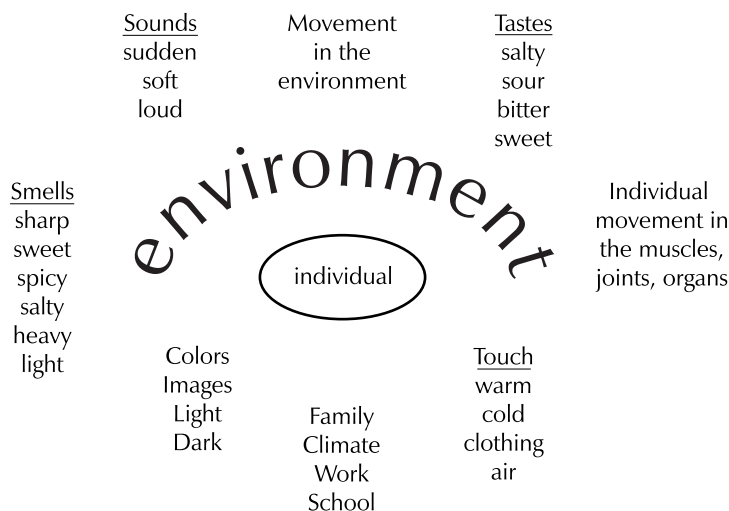 Sounds
sudden
soft
loud
Movement
in the
environment
Tastes
salty
sour
bitter
sweet
Smells
sharp
sweet
spicy
salty
heavy
light
environment
individual
Individual
movement in
the muscles,
joints, organs
Colors
Images
Light
Dark
Family
Climate
Work
School
Touch
warm
cold
clothing
air